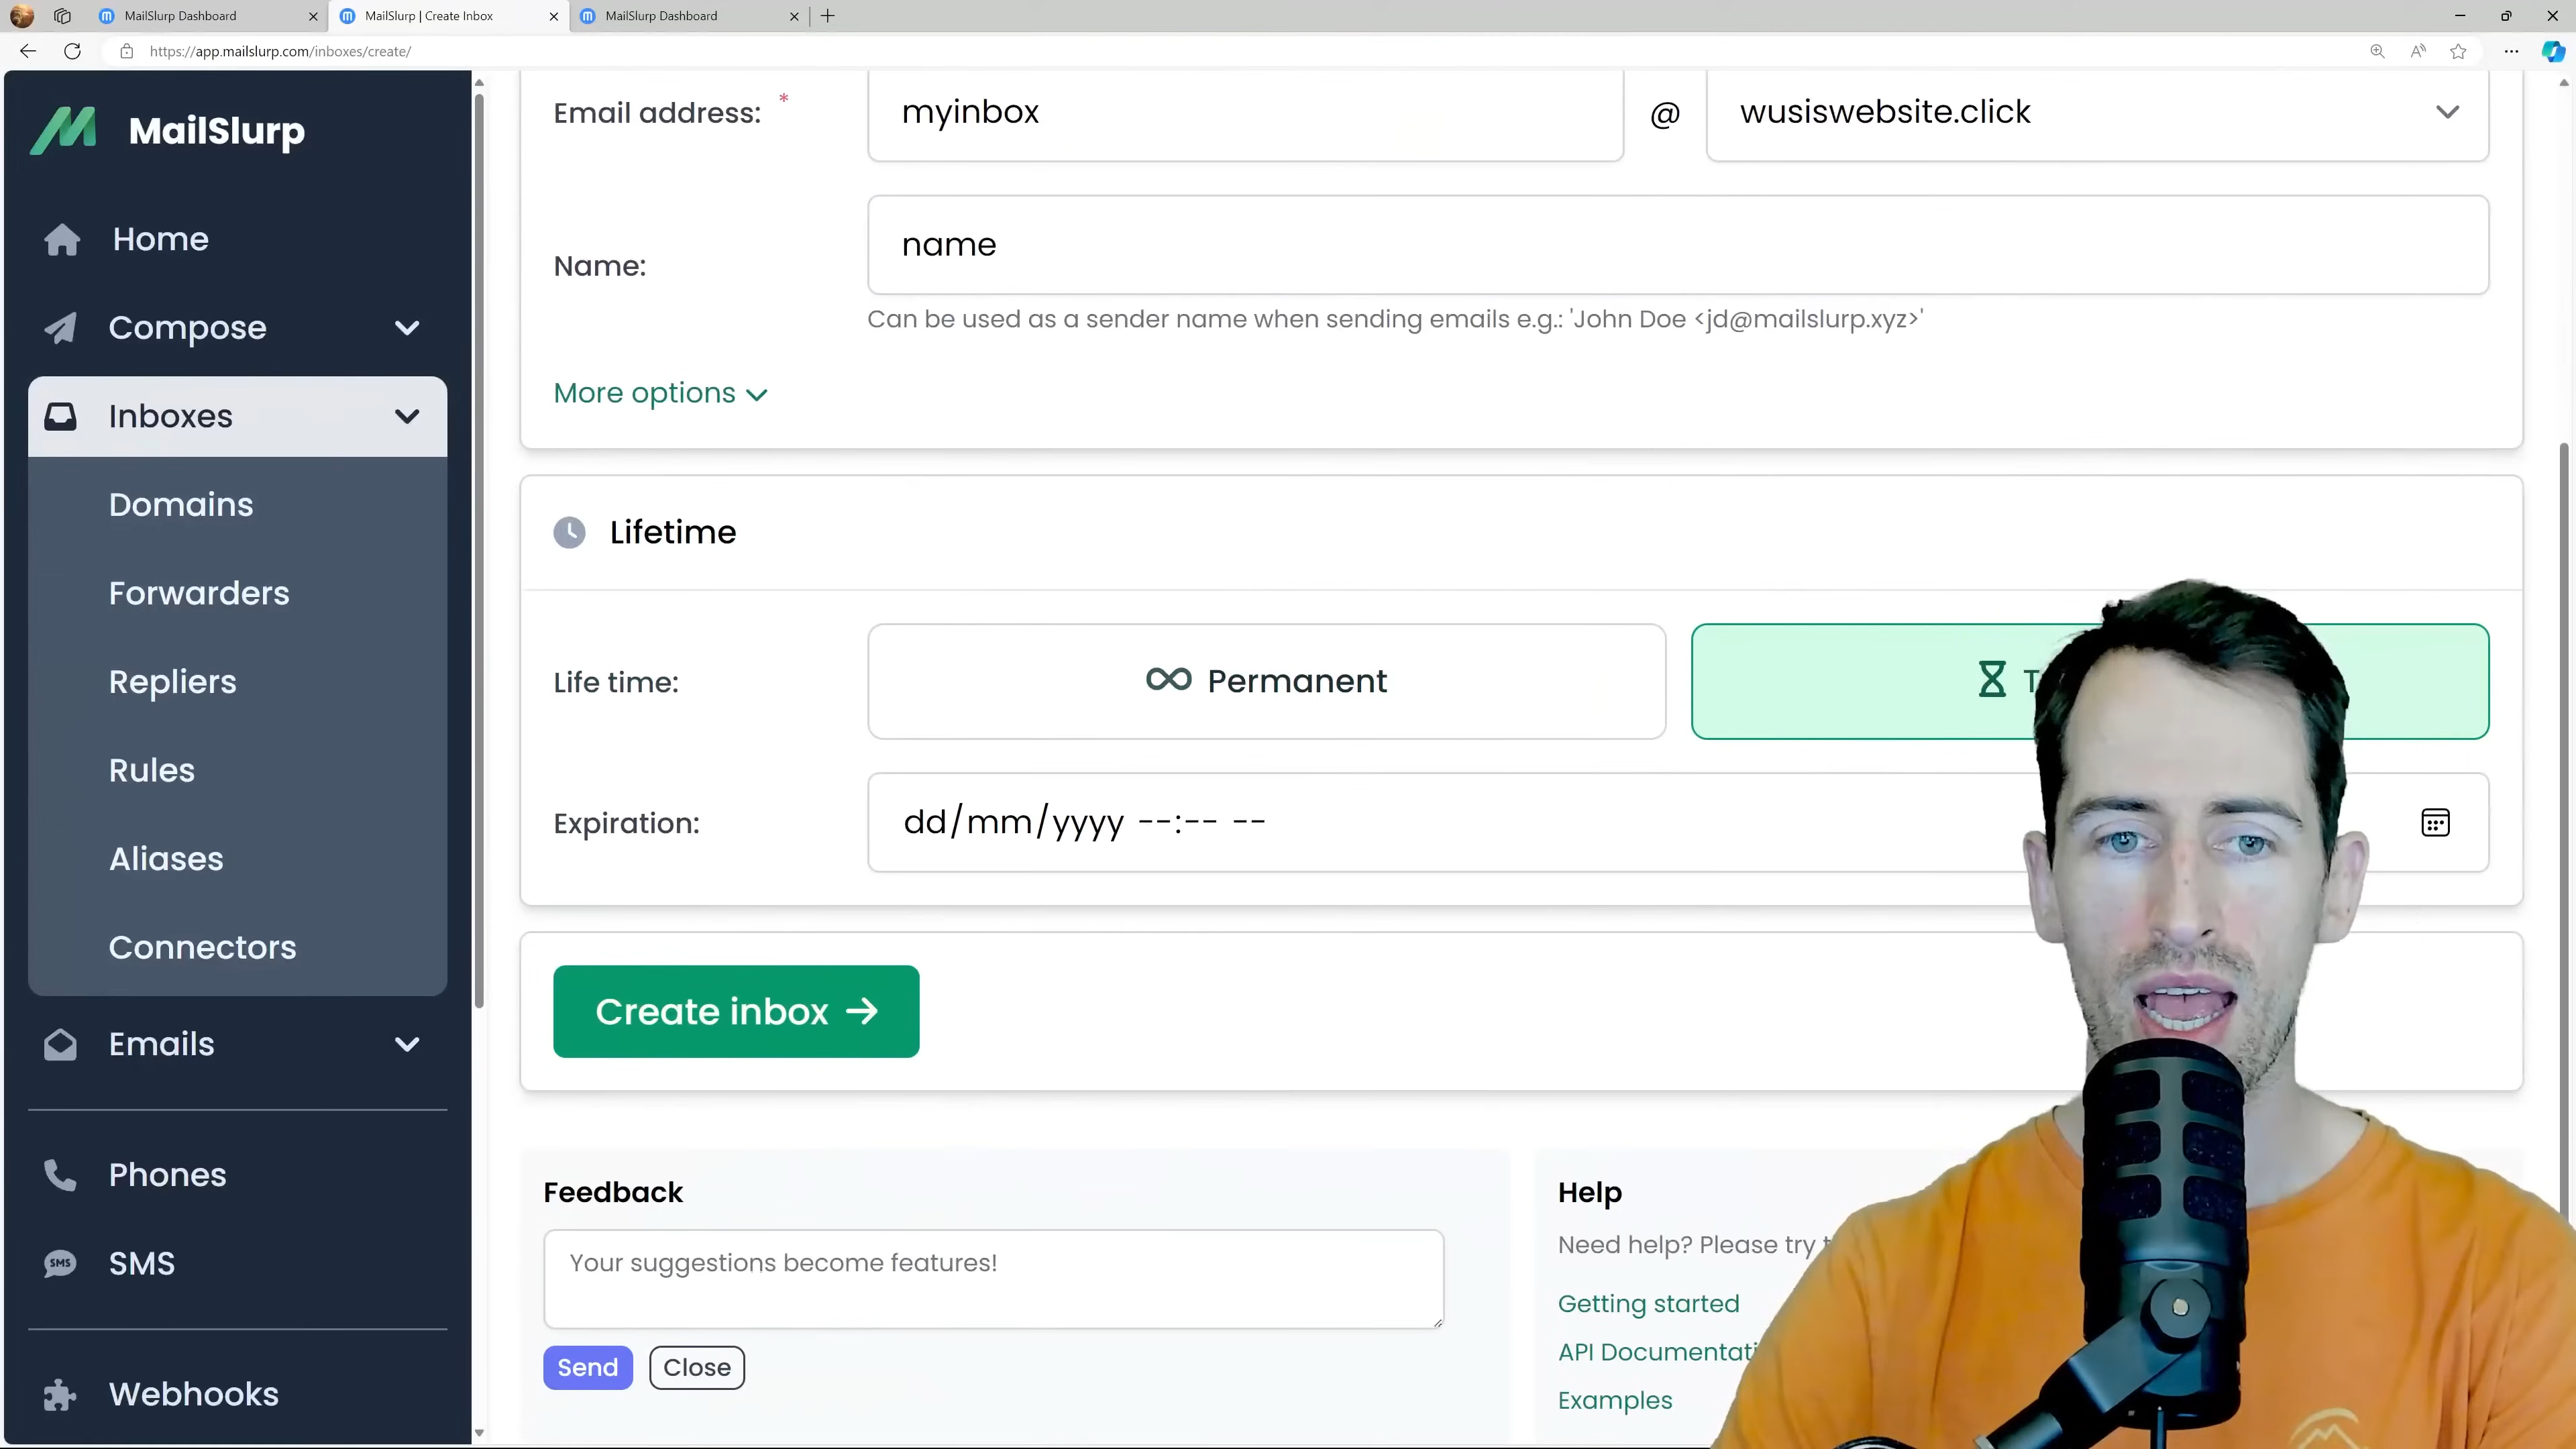 MailSlurp Dashboard
MailSlurp | Create Inbox
MailSlurp Dashboard
https://app.mailslurp.com/inboxes/create/
MailSlurp
Home
Compose
Inboxes
Domains
Forwarders
Repliers
Rules
Aliases
Connectors
Emails
Phones
SMS
SMS
Webhooks
Email address: *
myinbox
@
wusiswebsite.click
Name:
name
Can be used as a sender name when sending emails e.g.: 'John Doe <jd@mailslurp.xyz>'
More options
Lifetime
Life time:
Permanent
Expiration:
dd/mm/yyyy --:-- --
Create inbox →
Feedback
Your suggestions become features!
Send
Close
Help
Need help? Please try
Getting started
API
Examples